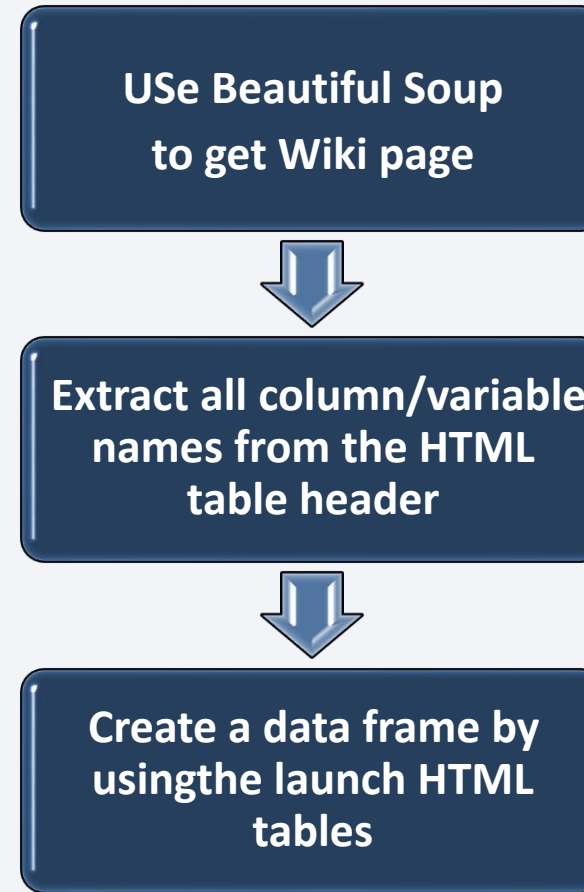 USe Beautiful Soup
to get Wiki page
Extract all column/variable
names from the HTML
table header
Create a data frame by
usingthe launch HTML
tables